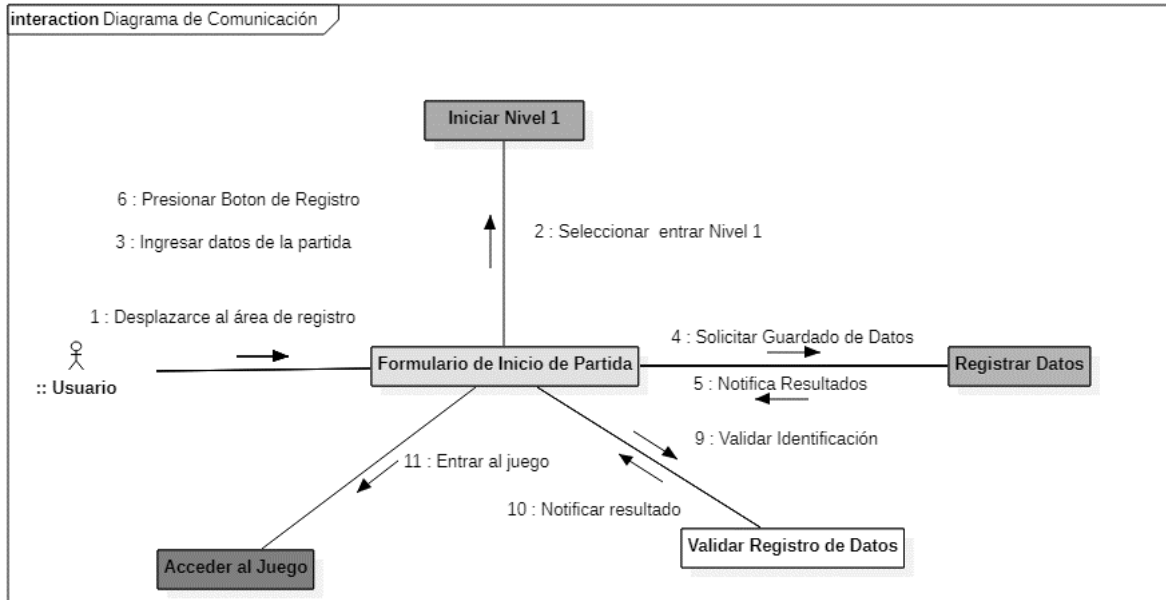 interaction Diagrama de Comunicación
Iniciar Nivel 1
6 : Presionar Boton de Registro
3 : Ingresar datos de la partida
2 : Seleccionar entrar Nivel 1
1 : Desplazarce al área de registro
:: Usuario
Formulario de Inicio de Partida
4 : Solicitar Guardado de Datos
Registrar Datos
5 : Notifica Resultados
9 : Validar Identificación
11 : Entrar al juego
10 : Notificar resultado
Validar Registro de Datos
Acceder al Juego